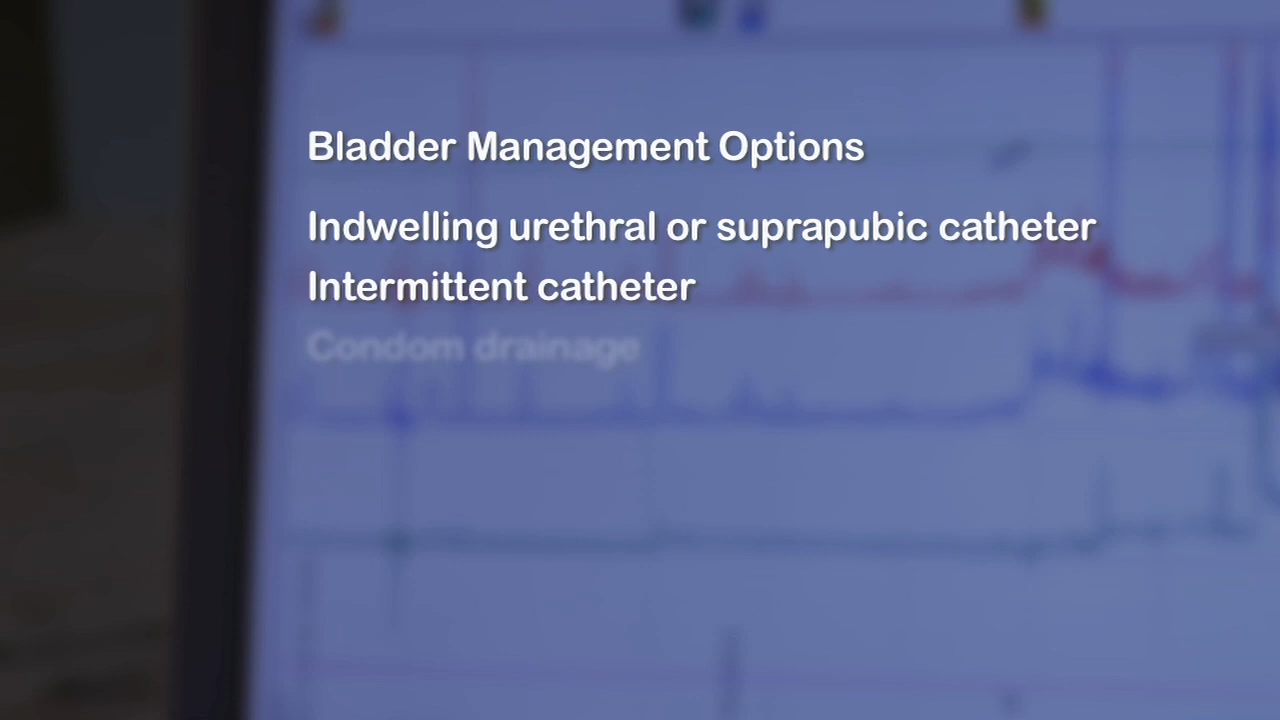 Bladder Management Options
Indwelling urethral or suprapubic catheter
Intermittent catheter
Condom drainage